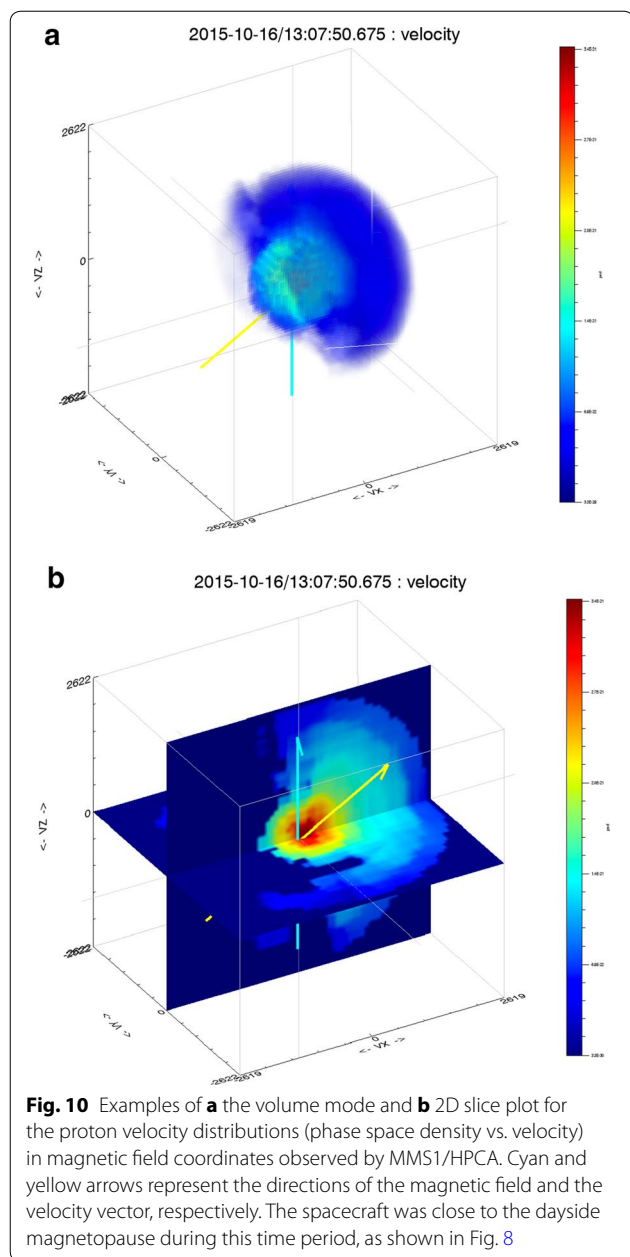 a
2015-10-16/13:07:50.675 : velocity
2622
0
<- VZ ->
-2622
<- VY ->
0
-2622
-2619
0
<- VX ->
2619
b
2015-10-16/13:07:50.675 : velocity
2622
0
<- VZ ->
-2622
<- VY ->
0
-2622
-2619
0
<- VX ->
2619
Fig. 10 Examples of a the volume mode and b 2D slice plot for
the proton velocity distributions (phase space density vs. velocity)
in magnetic field coordinates observed by MMS1/HPCA. Cyan and
yellow arrows represent the directions of the magnetic field and the
velocity vector, respectively. The spacecraft was close to the dayside
magnetopause during this time period, as shown in Fig. 8